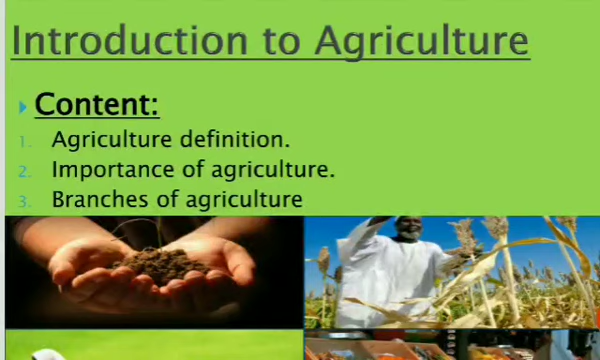 Introduction to Agriculture
Content:
1. Agriculture definition.
2. Importance of agriculture.
3. Branches of agriculture